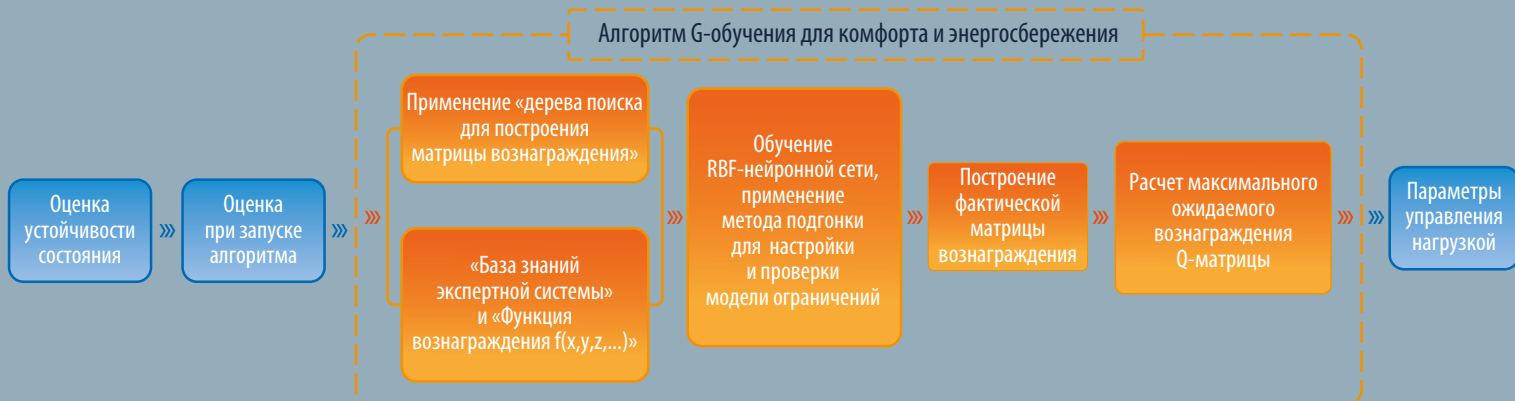 Алгоритм G-обучения для комфорта и энергосбережения
Оценка
устойчивости
состояния
Оценка
при запуске
алгоритма
Применение «дерева поиска
для построения
матрицы вознаграждения»
«База знаний
экспертной системы»
и «Функция
вознаграждения f(x,y,z,...)»
Обучение
RBF-нейронной сети,
применение
метода подгонки
для настройки
и проверки
модели ограничений
Построение
фактической
матрицы
вознаграждения
Расчет максимального
ожидаемого
вознаграждения
Q-матрицы
Параметры
управления
нагрузкой